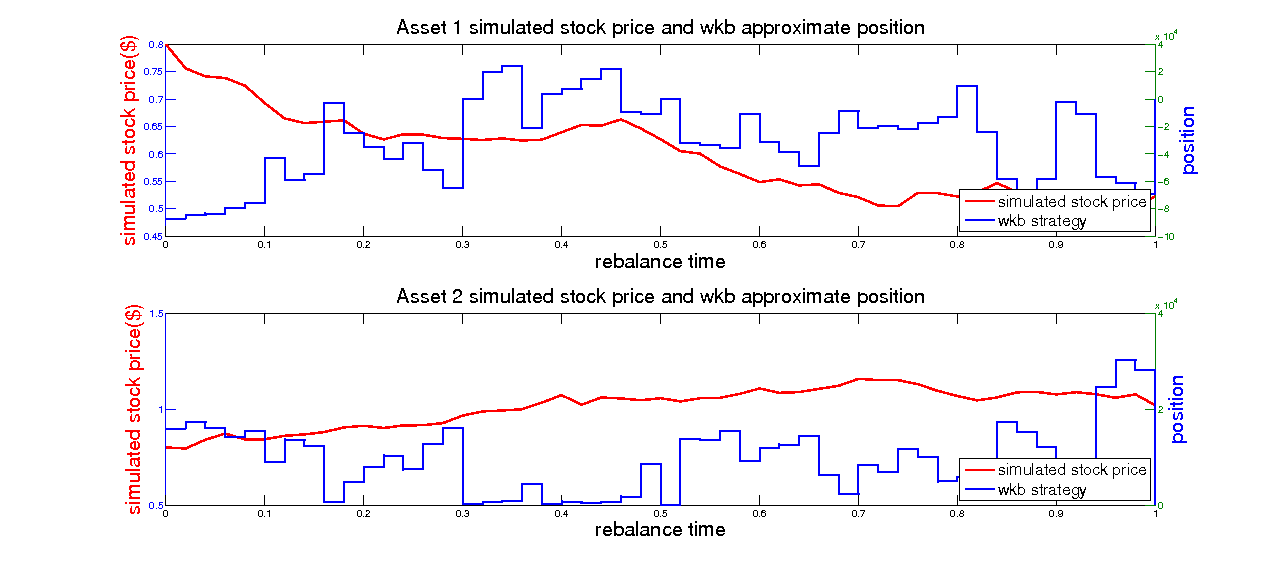 Asset 1 simulated stock price and wkb approximate position
x 10^4
simulated stock price($)
0.8
0.75
0.7
0.65
0.6
0.55
0.5
0.45
4
2
0
-2
-4
-6
-8
-10
position
simulated stock price
wkb strategy
0 0.1 0.2 0.3 0.4 0.5 0.6 0.7 0.8 0.9 1
rebalance time
Asset 2 simulated stock price and wkb approximate position
x 10^4
simulated stock price($)
1.5
1
0.5
4
2
0
position
simulated stock price
wkb strategy
0 0.1 0.2 0.3 0.4 0.5 0.6 0.7 0.8 0.9 1
rebalance time